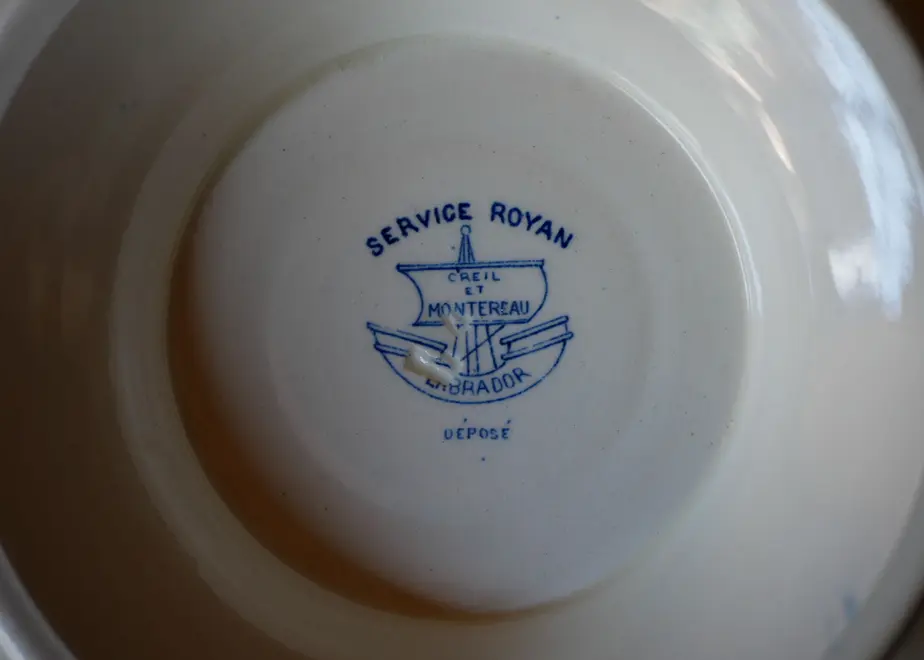 SERVICE ROYAN
CREIL
ET
MONTEREAU
LABRADOR
DÉPOSÉ